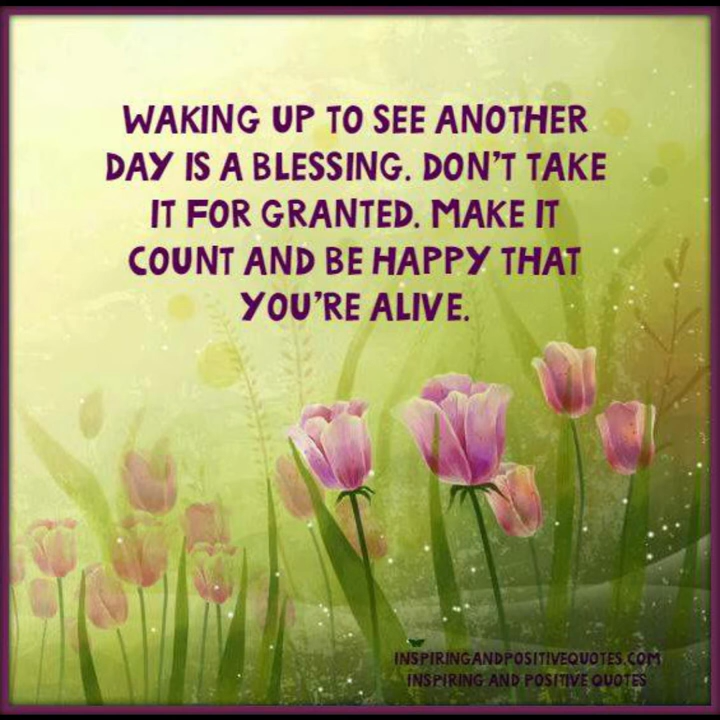 WAKING UP TO SEE ANOTHER
DAY IS A BLESSING. DON'T TAKE
IT FOR GRANTED. MAKE IT
COUNT AND BE HAPPY THAT
YOU'RE ALIVE.
INSPIRINGANDPOSITIVEQUOTES.COM
INSPIRING AND POSITIVE QUOTES